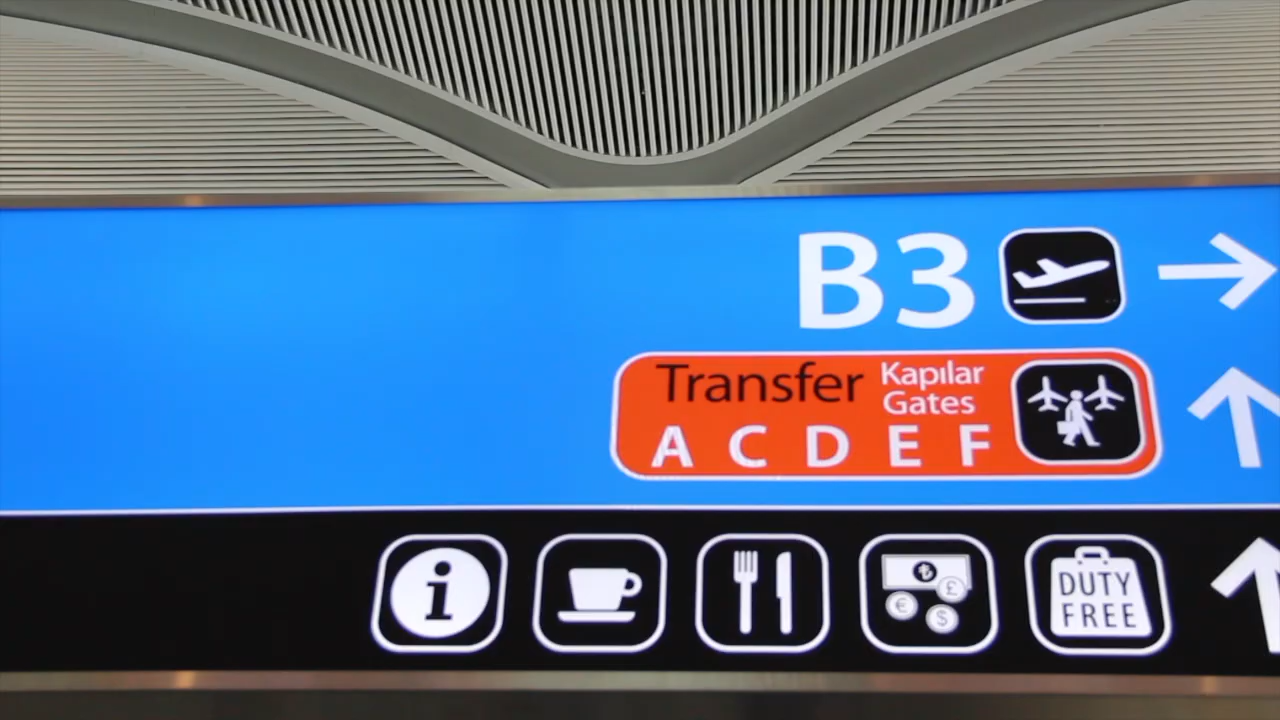 B3
Transfer Kapılar
Gates
A C D E F
i
₺
£
€
$
DUTY
FREE